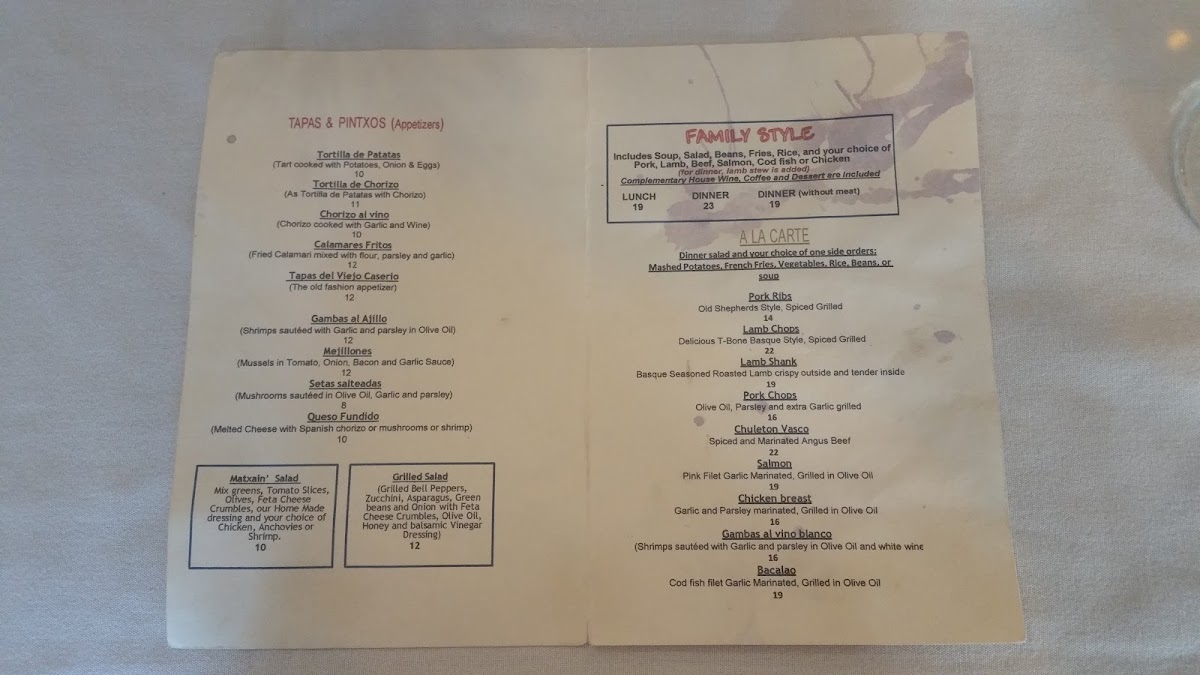 TAPAS & PINTXOS (Appetizers)
Tortilla de Patatas
(Tart cooked with Potatoes, Onion & Eggs)
10
Tortilla de Chorizo
(As Tortilla de Patatas with Chorizo)
11
Chorizo al vino
(Chorizo cooked with Garlic and Wine)
10
Calamares Fritos
(Fried Calamari mixed with flour, parsley and garlic)
12
Tapas del Viejo Caserio
(The old fashion appetizer)
12
Gambas al Ajillo
(Shrimps sautéed with Garlic and parsley in Olive Oil)
12
Mejillones
(Mussels in Tomato, Onion, Bacon and Garlic Sauce)
12
Setas salteadas
(Mushrooms sautéed in Olive Oil, Garlic and parsley)
8
Queso Fundido
(Melted Cheese with Spanish chorizo or mushrooms or shrimp)
10
Matxain' Salad
Mix greens, Tomato Slices,
Olives, Feta Cheese
Crumbles, our Home Made
dressing and your choice of
Chicken, Anchovies or
Shrimp.
10
Grilled Salad
(Grilled Bell Peppers,
Zucchini, Asparagus, Green
beans and Onion with Feta
Cheese Crumbles, Olive Oil,
Honey and balsamic Vinegar
Dressing)
12
FAMILY STYLE
Includes Soup, Salad, Beans, Fries, Rice, and your choice of
Pork, Lamb, Beef, Salmon, Cod fish or Chicken
(for dinner, lamb stew is added)
Complementary House Wine, Coffee and Dessert are Included
LUNCH DINNER DINNER (without meat)
19 23 19
A LA CARTE
Dinner salad and your choice of one side orders:
Mashed Potatoes, French Fries, Vegetables, Rice, Beans, or
soup
Pork Ribs
Old Shepherds Style, Spiced Grilled
14
Lamb Chops
Delicious T-Bone Basque Style, Spiced Grilled
22
Lamb Shank
Basque Seasoned Roasted Lamb crispy outside and tender inside
19
Pork Chops
Olive Oil, Parsley and extra Garlic grilled
16
Chuleton Vasco
Spiced and Marinated Angus Beef
22
Salmon
Pink Filet Garlic Marinated, Grilled in Olive Oil
19
Chicken breast
Garlic and Parsley marinated, Grilled in Olive Oil
16
Gambas al vino blanco
(Shrimps sautéed with Garlic and parsley in Olive Oil and white wine
16
Bacalao
Cod fish filet Garlic Marinated, Grilled in Olive Oil
19